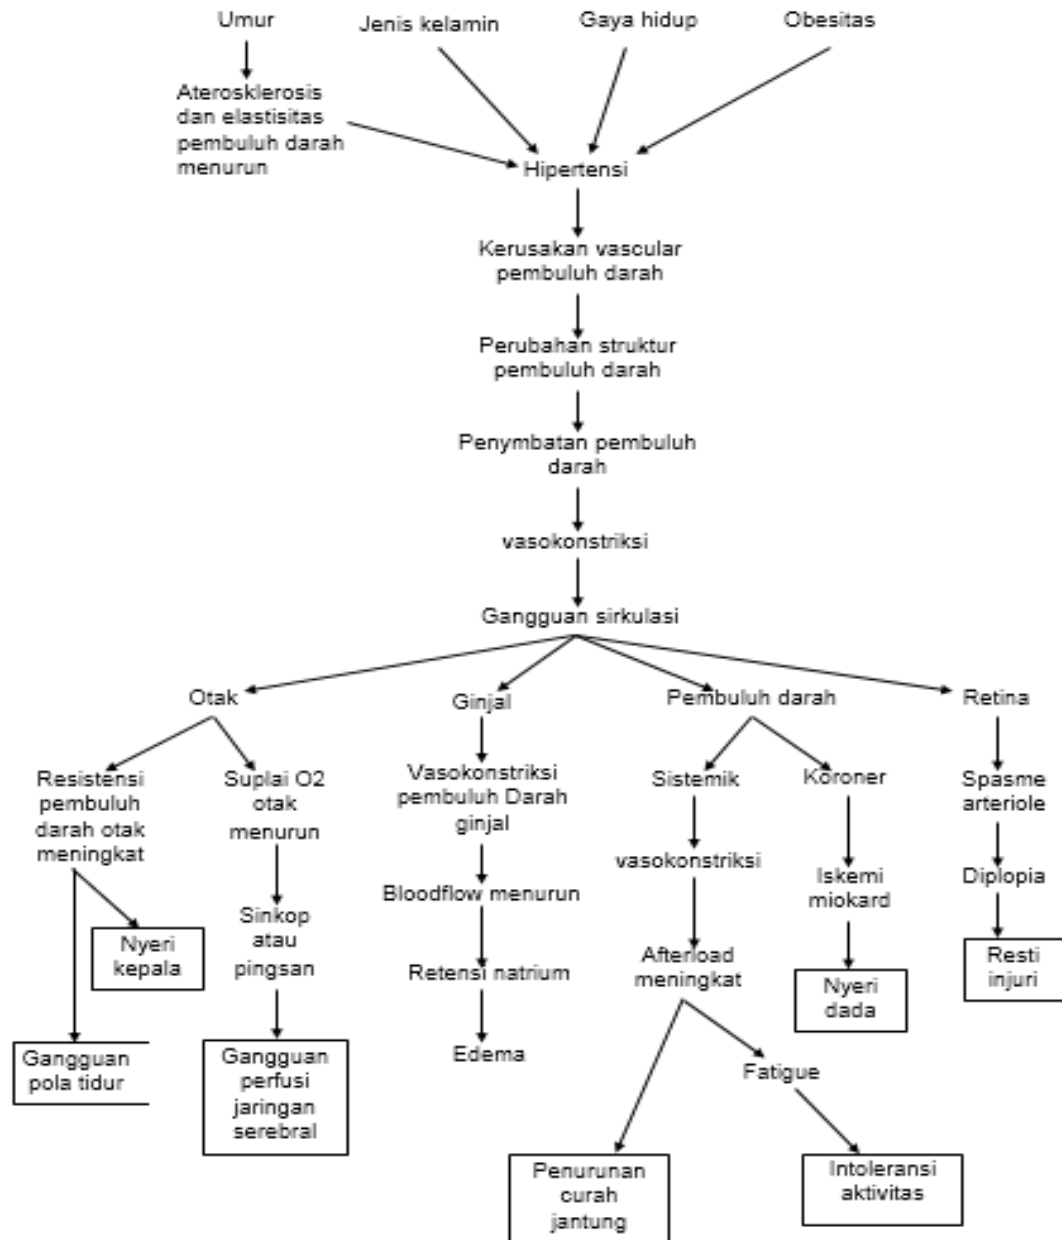 Umur
Jenis kelamin
Gaya hidup
Obesitas
Aterosklerosis
dan elastisitas
pembuluh darah
menurun
Hipertensi
Kerusakan vascular
pembuluh darah
Perubahan struktur
pembuluh darah
Penymbatan pembuluh
darah
vasokonstriksi
Gangguan sirkulasi
Otak
Ginjal
Pembuluh darah
Retina
Resistensi
pembuluh
darah otak
meningkat
Suplai O2
otak
menurun
Vasokonstriksi
pembuluh Darah
ginjal
Sistemik
Koroner
Spasme
arteriole
vasokonstriksi
Bloodflow menurun
Iskemi
miokard
Diplopia
Nyeri
kepala
Sinkop
atau
pingsan
Retensi natrium
Afterload
meningkat
Nyeri
dada
Resti
injuri
Gangguan
pola tidur
Gangguan
perfusi
jaringan
serebral
Edema
Fatigue
Penurunan
curah
jantung
Intoleransi
aktivitas